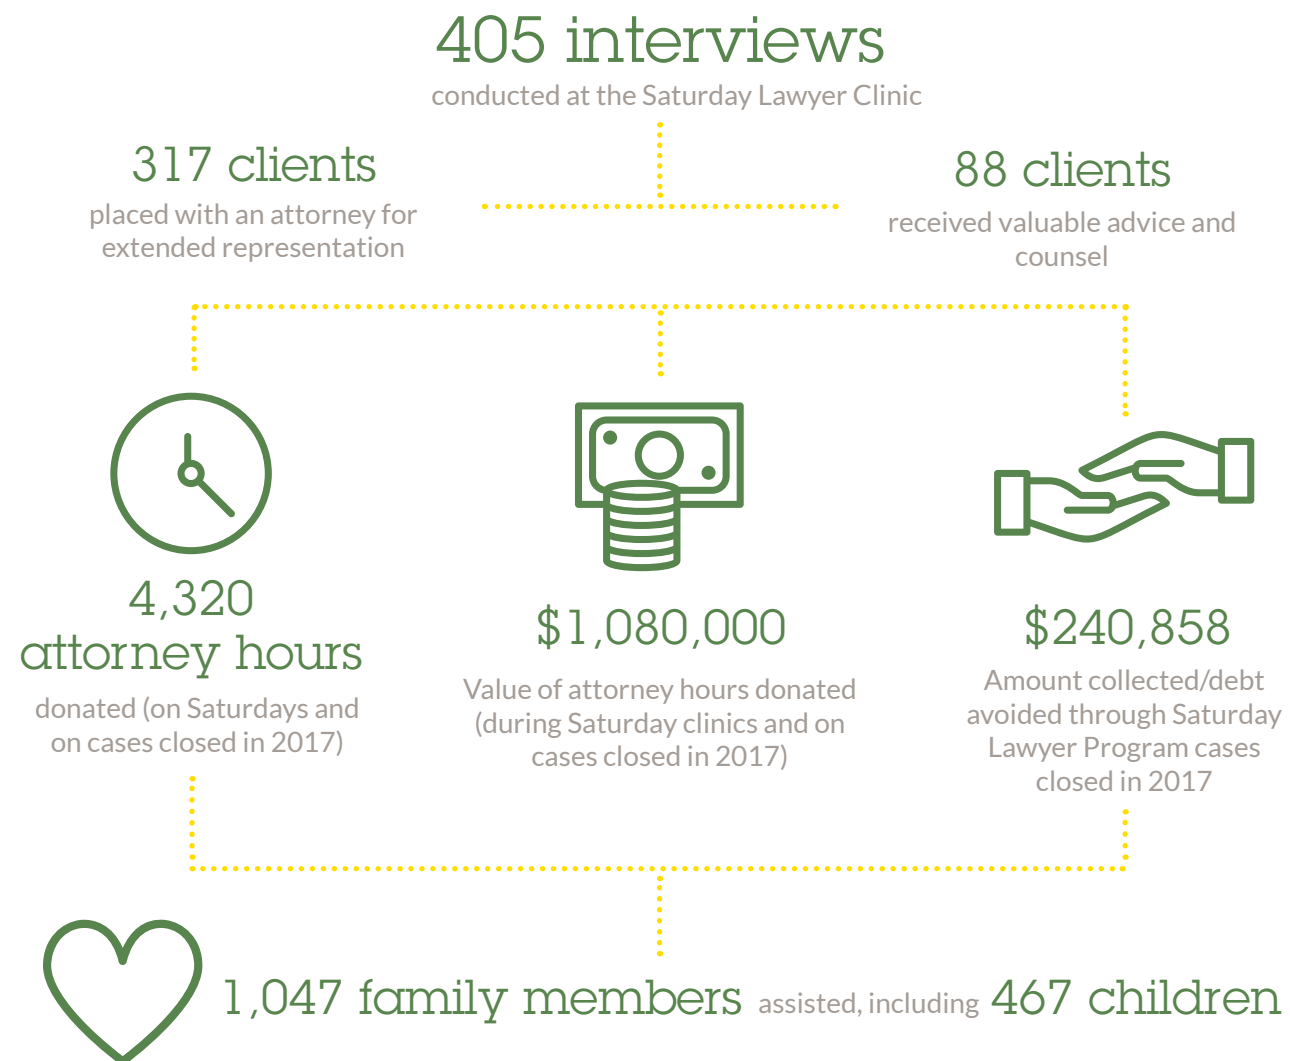 405 interviews
conducted at the Saturday Lawyer Clinic
317 clients
placed with an attorney for
extended representation
88 clients
received valuable advice and
counsel
4,320
attorney hours
donated (on Saturdays and
on cases closed in 2017)
$1,080,000
Value of attorney hours donated
(during Saturday clinics and on
cases closed in 2017)
$240,858
Amount collected/debt
avoided through Saturday
Lawyer Program cases
closed in 2017
1,047 family members assisted, including 467 children